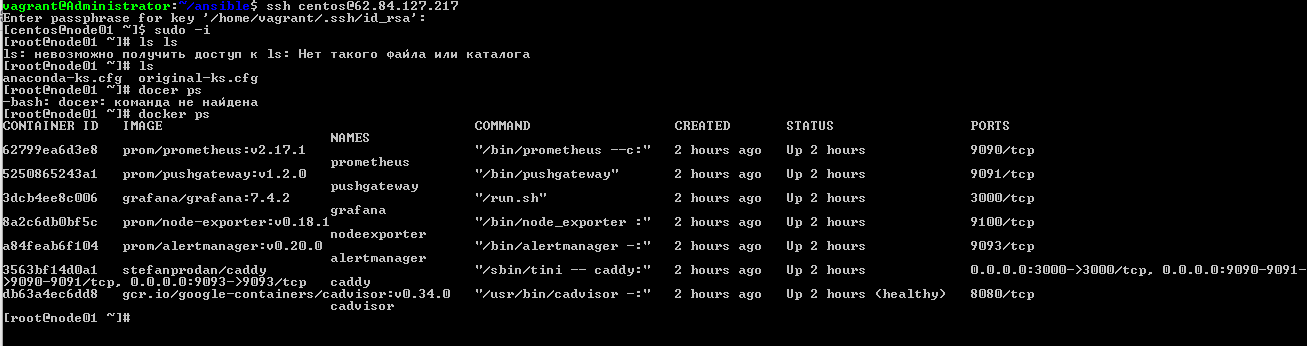 vagrant@Administrator:~/ansible$ ssh centos@62.84.127.217
Enter passphrase for key '/home/vagrant/.ssh/id_rsa':
[centos@node01 ~]$ sudo -i
[root@node01 ~]# ls ls
ls: невозможно получить доступ к ls: Нет такого файла или каталога
[root@node01 ~]# ls
anaconda-ks.cfg  original-ks.cfg
[root@node01 ~]# docer ps
-bash: docer: команда не найдена
[root@node01 ~]# docker ps
CONTAINER ID   IMAGE                                      COMMAND                  CREATED       STATUS                 PORTS
                                         NAMES
62799ea6d3e8   prom/prometheus:v2.17.1                    "/bin/prometheus --c:"   2 hours ago   Up 2 hours             9090/tcp
                                         prometheus
5250865243a1   prom/pushgateway:v1.2.0                    "/bin/pushgateway"       2 hours ago   Up 2 hours             9091/tcp
                                         pushgateway
3dcb4ee8c006   grafana/grafana:7.4.2                      "/run.sh"                2 hours ago   Up 2 hours             3000/tcp
                                         grafana
8a2c6db0bf5c   prom/node-exporter:v0.18.1                 "/bin/node_exporter :"   2 hours ago   Up 2 hours             9100/tcp
                                         nodeexporter
a84feab6f104   prom/alertmanager:v0.20.0                  "/bin/alertmanager -:"   2 hours ago   Up 2 hours             9093/tcp
                                         alertmanager
3563bf14d0a1   stefanprodan/caddy                         "/sbin/tini -- caddy:"   2 hours ago   Up 2 hours             0.0.0.0:3000->3000/tcp, 0.0.0.0:9090-9091-
>9090-9091/tcp, 0.0.0.0:9093->9093/tcp   caddy
db63a4ec6dd8   gcr.io/google-containers/cadvisor:v0.34.0   "/usr/bin/cadvisor -:"   2 hours ago   Up 2 hours (healthy)   8080/tcp
                                         cadvisor
[root@node01 ~]#